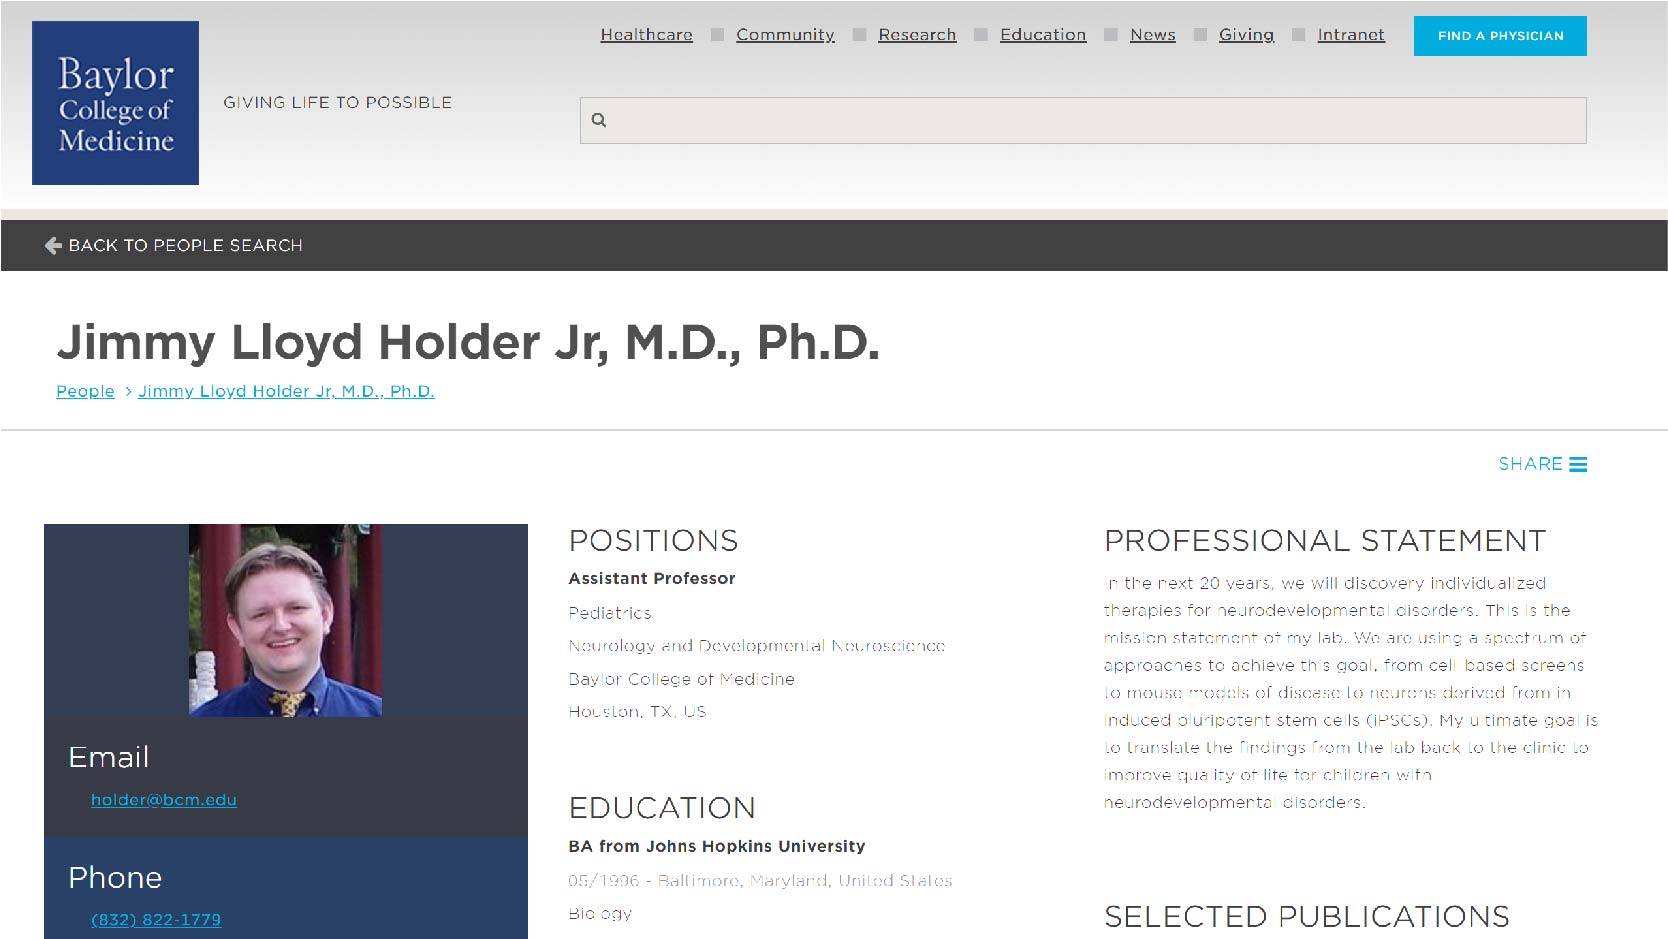 Baylor
College of
Medicine
GIVING LIFE TO POSSIBLE
Healthcare Community Research Education News Giving Intranet FIND A PHYSICIAN
BACK TO PEOPLE SEARCH
Jimmy Lloyd Holder Jr, M.D., Ph.D.
People > Jimmy Lloyd Holder Jr, M.D., Ph.D.
SHARE
Email
holder@bcm.edu
Phone
(832) 822-1779
POSITIONS
Assistant Professor
Pediatrics
Neurology and Developmental Neuroscience
Baylor College of Medicine
Houston, TX, US
EDUCATION
BA from Johns Hopkins University
05/1996 - Baltimore, Maryland, United States
Biology
PROFESSIONAL STATEMENT
In the next 20 years, we will discovery individualized
therapies for neurodevelopmental disorders. This is the
mission statement of my lab. We are using a spectrum of
approaches to achieve this goal, from cell based screens
to mouse models of disease to neurons derived from in
induced pluripotent stem cells (iPSCs). My ultimate goal is
to translate the findings from the lab back to the clinic to
improve quality of life for children with
neurodevelopmental disorders.
SELECTED PUBLICATIONS